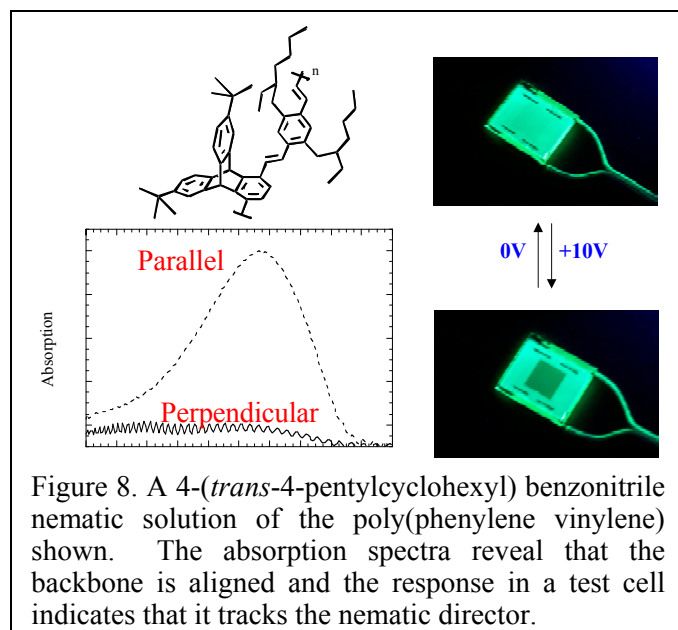 n
Parallel
Perpendicular
Absorption
0V
+10V
Figure 8. A 4-(trans-4-pentylcyclohexyl) benzonitrile
nematic solution of the poly(phenylene vinylene)
shown. The absorption spectra reveal that the
backbone is aligned and the response in a test cell
indicates that it tracks the nematic director.